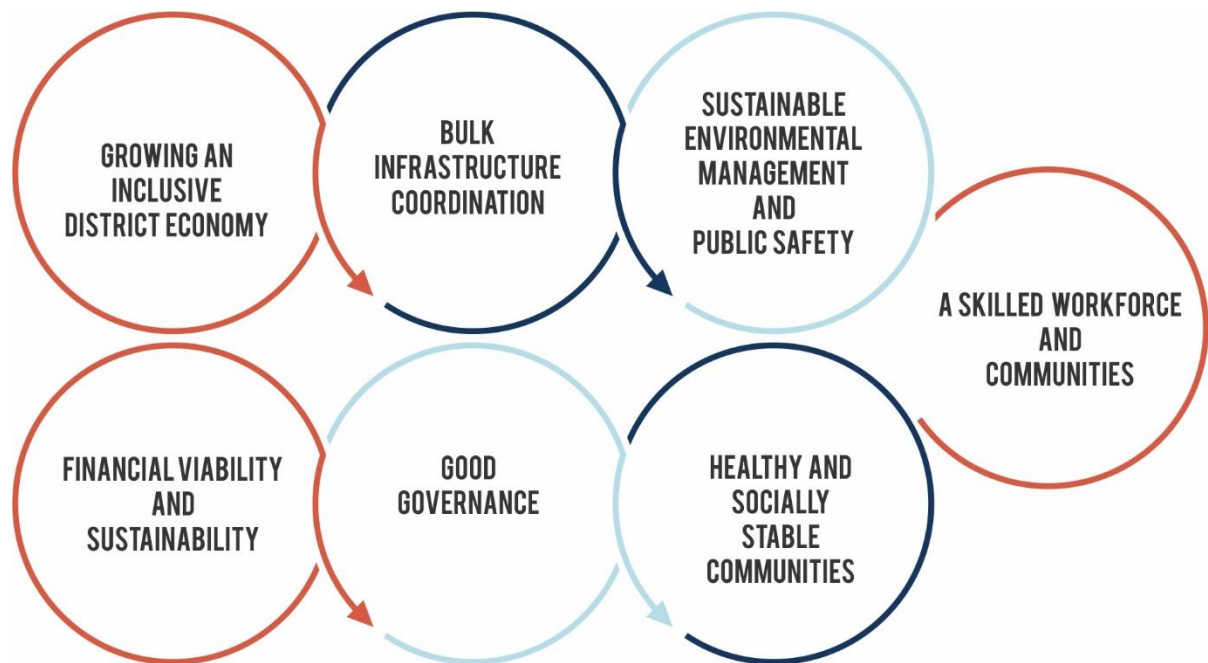 GROWING AN
INCLUSIVE
DISTRICT ECONOMY
BULK
INFRASTRUCTURE
COORDINATION
SUSTAINABLE
ENVIRONMENTAL
MANAGEMENT
AND
PUBLIC SAFETY
A SKILLED WORKFORCE
AND
COMMUNITIES
FINANCIAL VIABILITY
AND
SUSTAINABILITY
GOOD
GOVERNANCE
HEALTHY AND
SOCIALLY
STABLE
COMMUNITIES